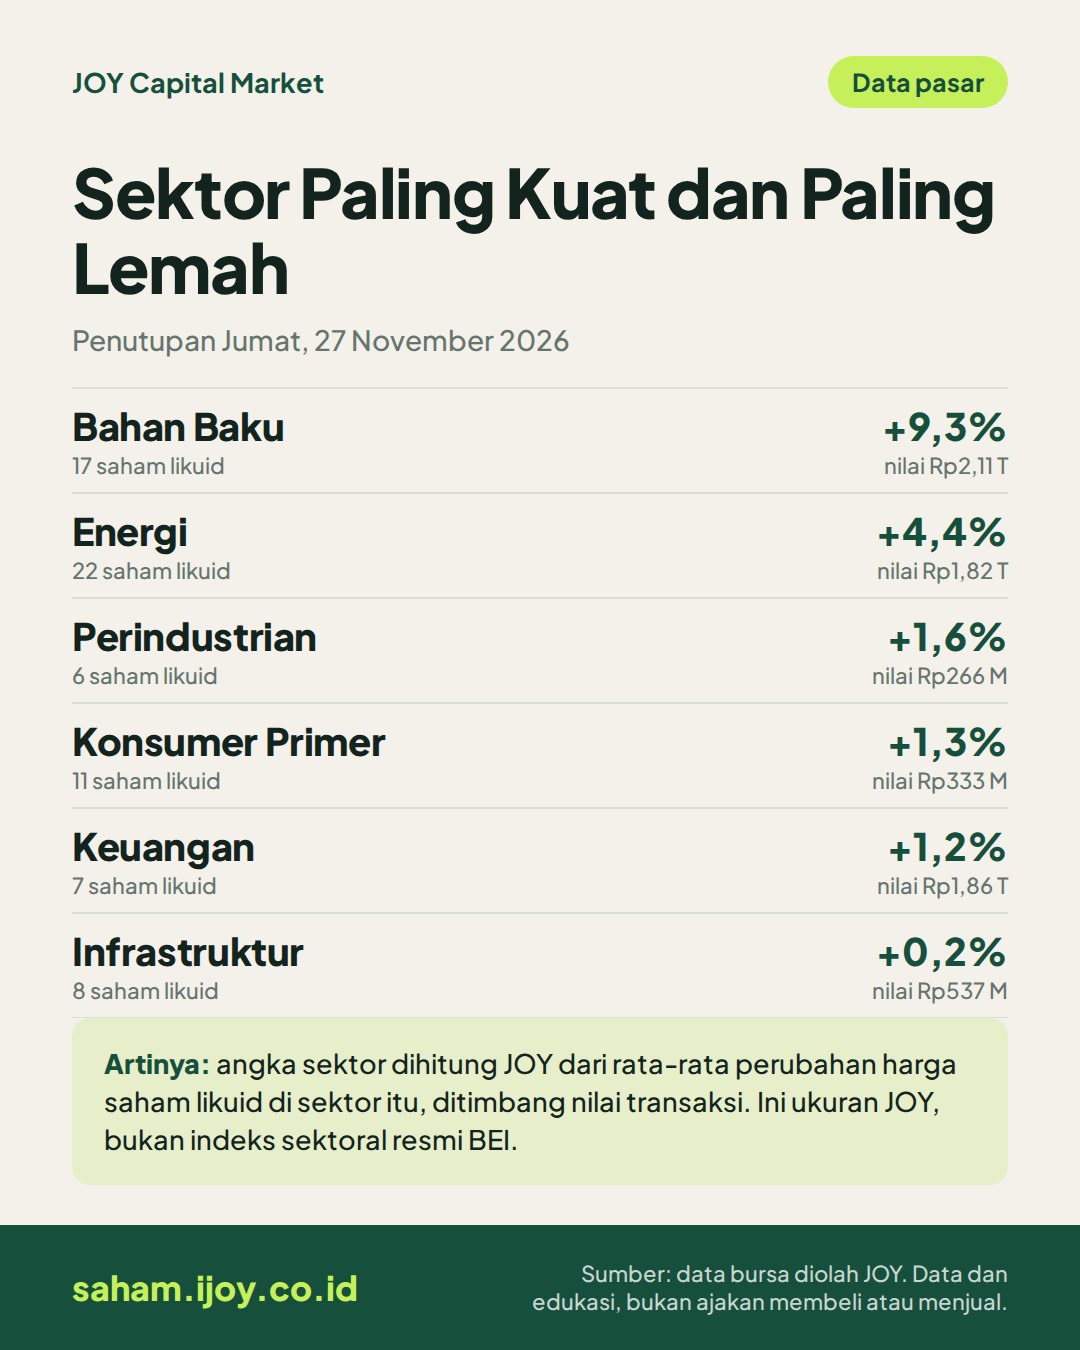 JOY Capital Market
Data pasar
Sektor Paling Kuat dan Paling
Lemah
Penutupan Jumat, 27 November 2026
Bahan Baku
+9,3%
17 saham likuid
nilai Rp2,11 T
Energi
+4,4%
22 saham likuid
nilai Rp1,82 T
Perindustrian
+1,6%
6 saham likuid
nilai Rp266 M
Konsumer Primer
+1,3%
11 saham likuid
nilai Rp333 M
Keuangan
+1,2%
7 saham likuid
nilai Rp1,86 T
Infrastruktur
+0,2%
8 saham likuid
nilai Rp537 M
Artinya: angka sektor dihitung JOY dari rata-rata perubahan harga
saham likuid di sektor itu, ditimbang nilai transaksi. Ini ukuran JOY,
bukan indeks sektoral resmi BEI.
saham.ijoy.co.id
Sumber: data bursa diolah JOY. Data dan
edukasi, bukan ajakan membeli atau menjual.